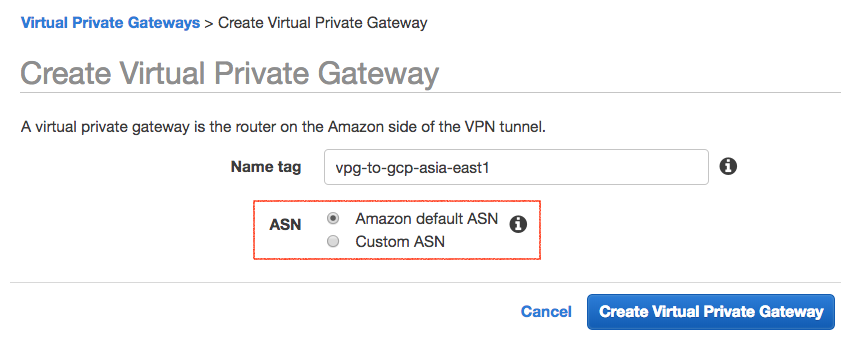 Virtual Private Gateways > Create Virtual Private Gateway
Create Virtual Private Gateway
A virtual private gateway is the router on the Amazon side of the VPN tunnel.
Name tag vpg-to-gcp-asia-east1
ASN Amazon default ASN
Custom ASN
Cancel Create Virtual Private Gateway